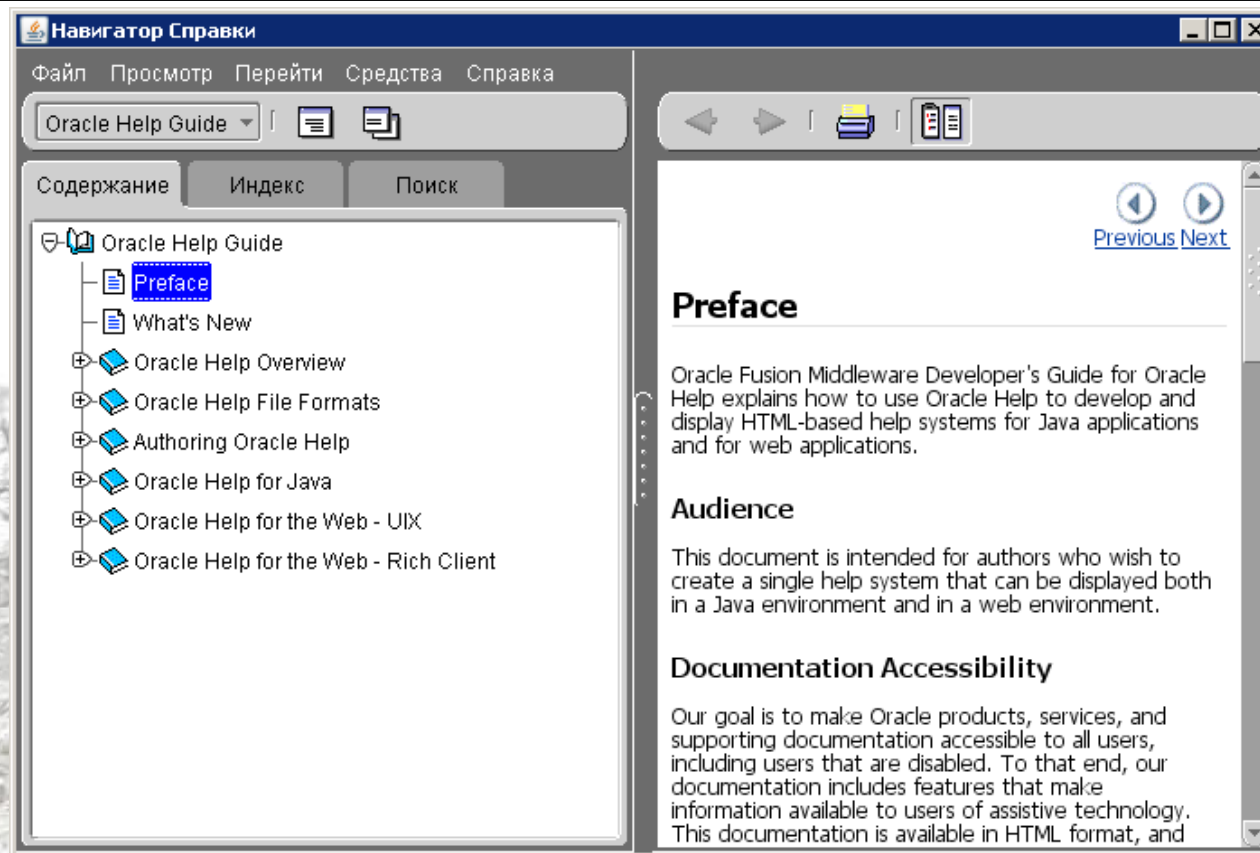 Навигатор Справки
Файл Просмотр Перейти Средства Справка
Oracle Help Guide
Содержание Индекс Поиск
Oracle Help Guide
Preface
What's New
Oracle Help Overview
Oracle Help File Formats
Authoring Oracle Help
Oracle Help for Java
Oracle Help for the Web - UIX
Oracle Help for the Web - Rich Client
Previous Next
Preface
Oracle Fusion Middleware Developer's Guide for Oracle
Help explains how to use Oracle Help to develop and
display HTML-based help systems for Java applications
and for web applications.
Audience
This document is intended for authors who wish to
create a single help system that can be displayed both
in a Java environment and in a web environment.
Documentation Accessibility
Our goal is to make Oracle products, services, and
supporting documentation accessible to all users,
including users that are disabled. To that end, our
documentation includes features that make
information available to users of assistive technology.
This documentation is available in HTML format, and